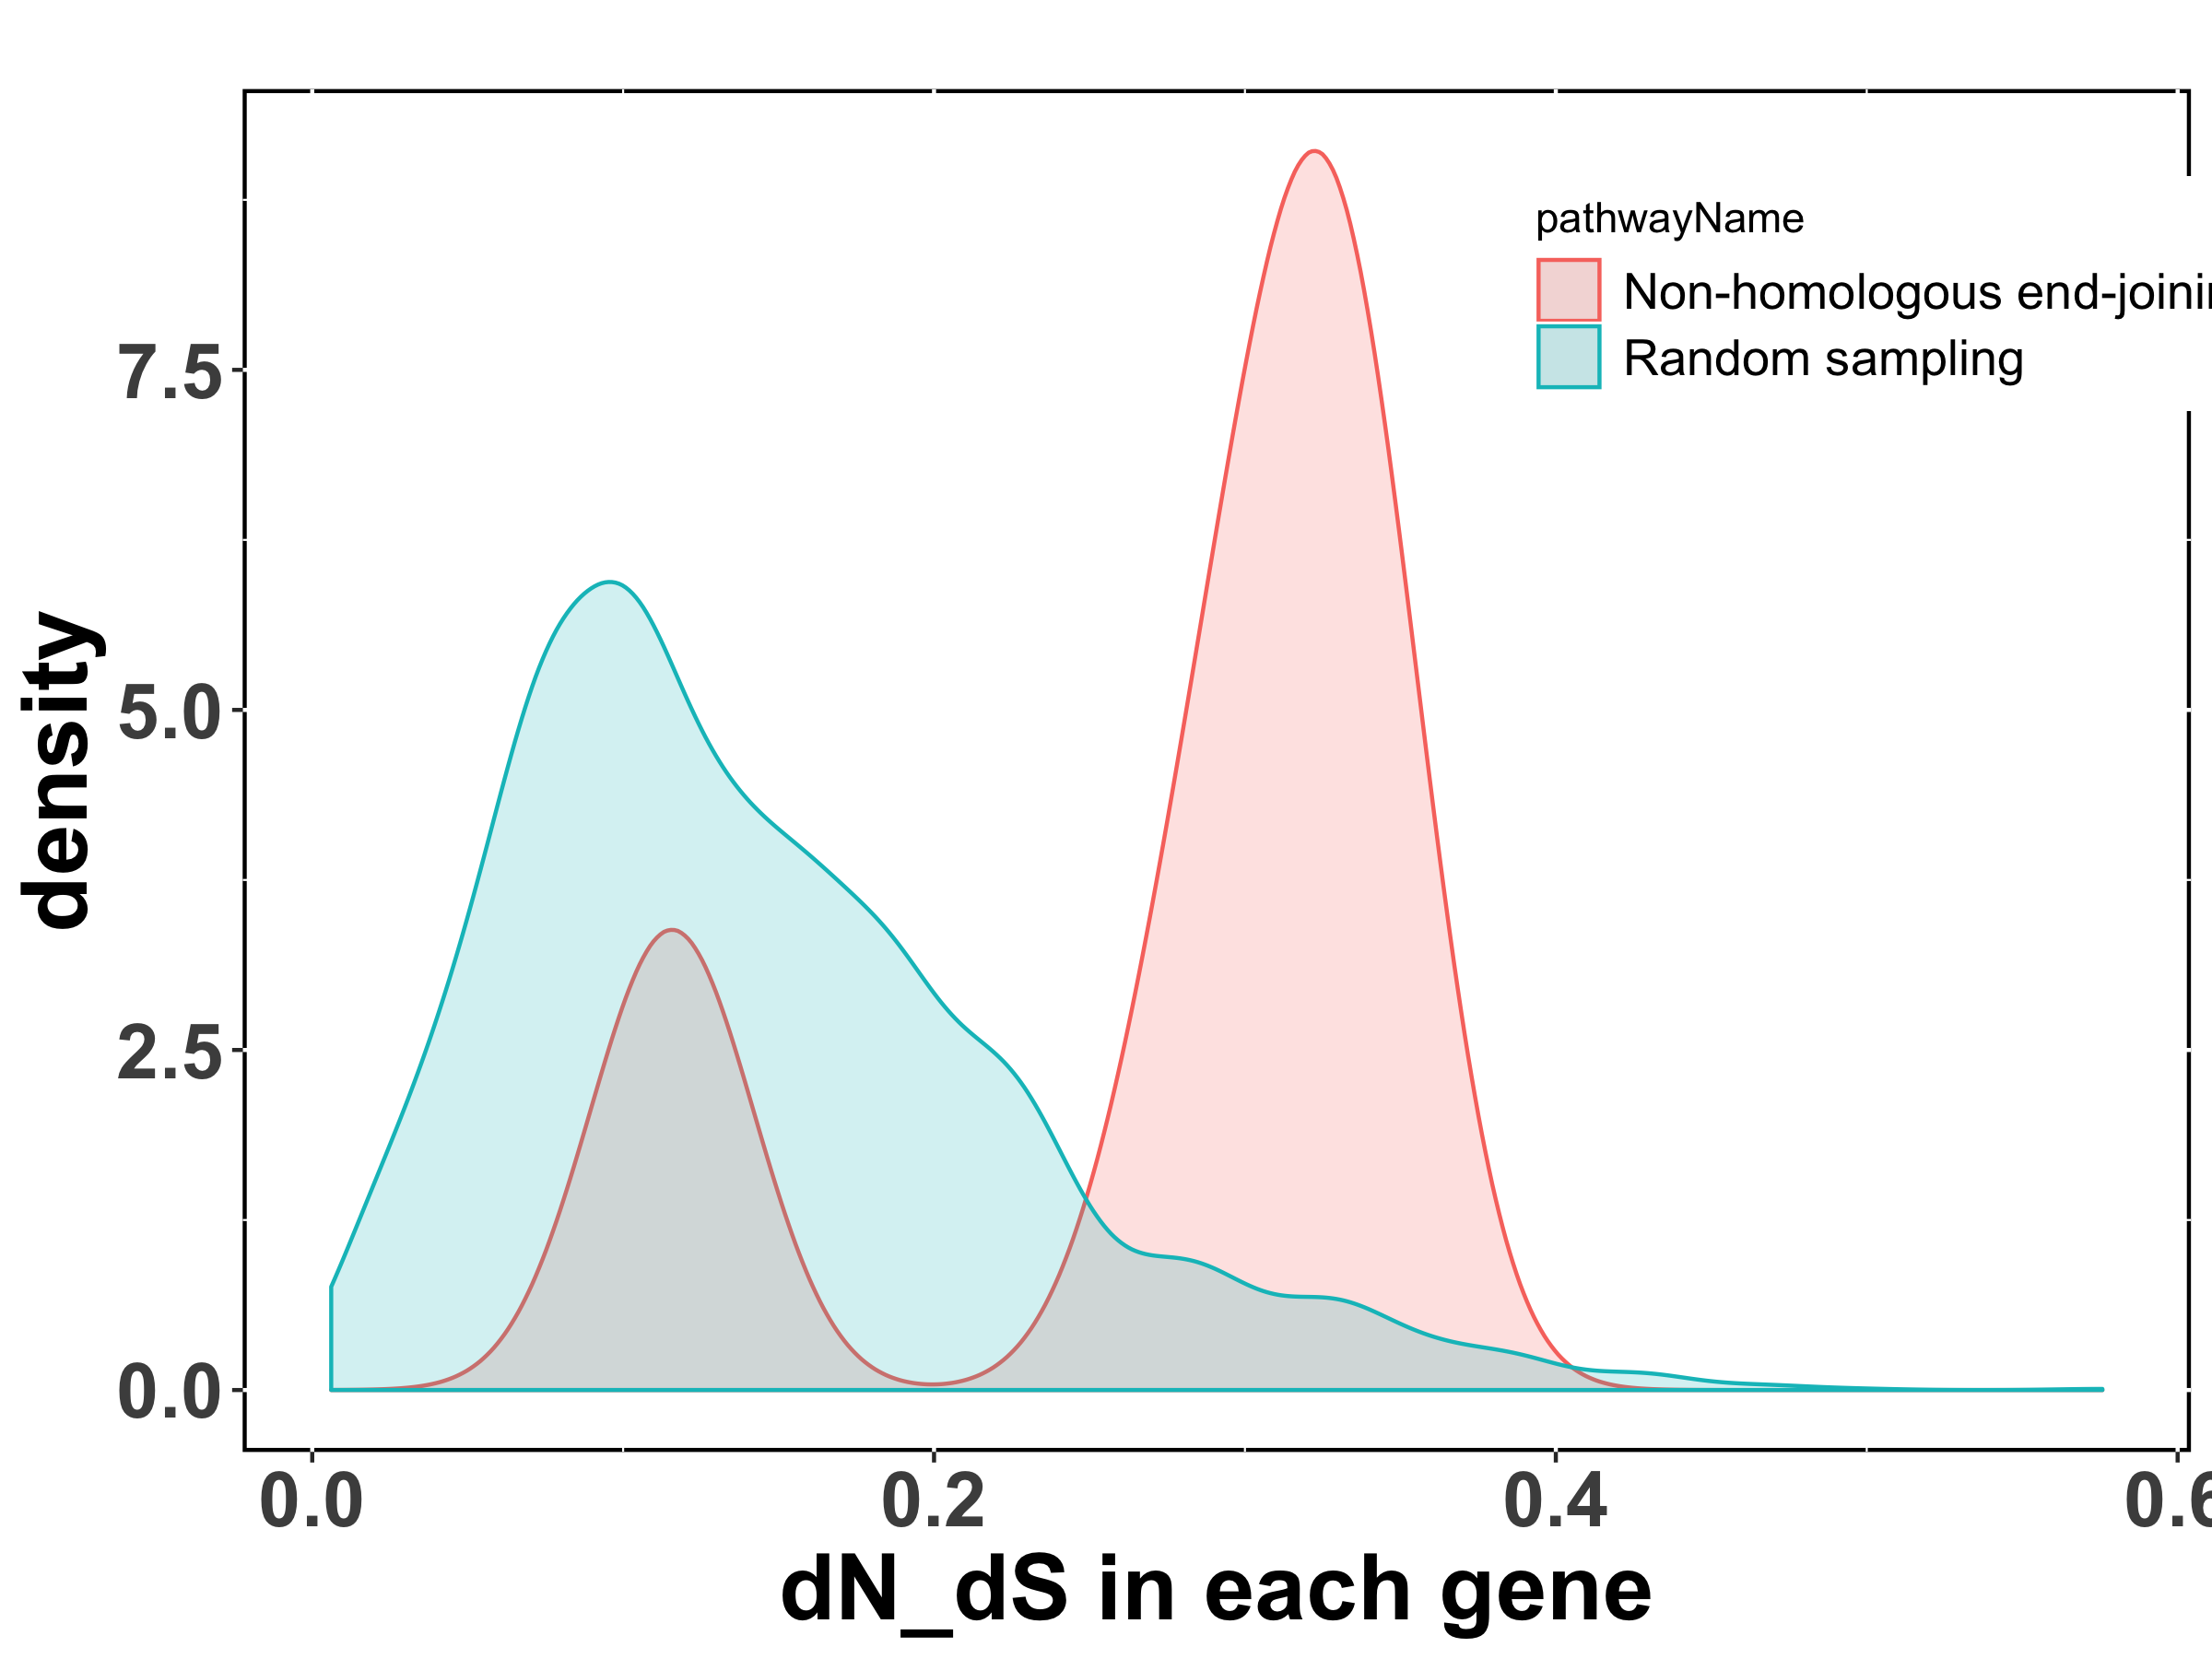 pathwayName
Non-homologous end-joini
Random sampling
density
7.5
5.0
2.5
0.0
0.0 0.2 0.4 0.6
dN_dS in each gene